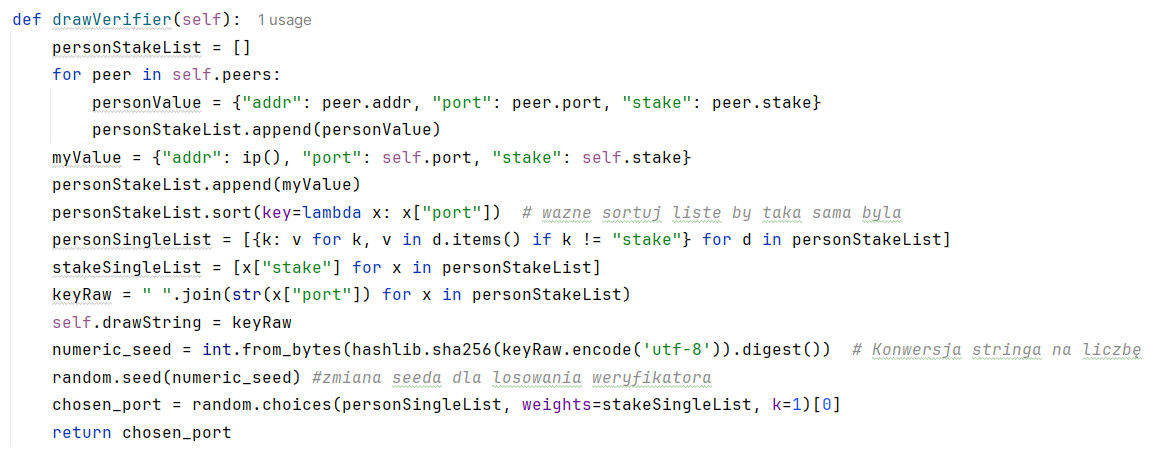 def drawVerifier(self):  1 usage
    personStakeList = []
    for peer in self.peers:
        personValue = {"addr": peer.addr, "port": peer.port, "stake": peer.stake}
        personStakeList.append(personValue)
    myValue = {"addr": ip(), "port": self.port, "stake": self.stake}
    personStakeList.append(myValue)
    personStakeList.sort(key=lambda x: x["port"])  # wazne sortuj liste by taka sama byla
    personSingleList = [{k: v for k, v in d.items() if k != "stake"} for d in personStakeList]
    stakeSingleList = [x["stake"] for x in personStakeList]
    keyRaw = " ".join(str(x["port"]) for x in personStakeList)
    self.drawString = keyRaw
    numeric_seed = int.from_bytes(hashlib.sha256(keyRaw.encode('utf-8')).digest())  # Konwersja stringa na liczbę
    random.seed(numeric_seed) #zmiana seeda dla losowania weryfikatora
    chosen_port = random.choices(personSingleList, weights=stakeSingleList, k=1)[0]
    return chosen_port